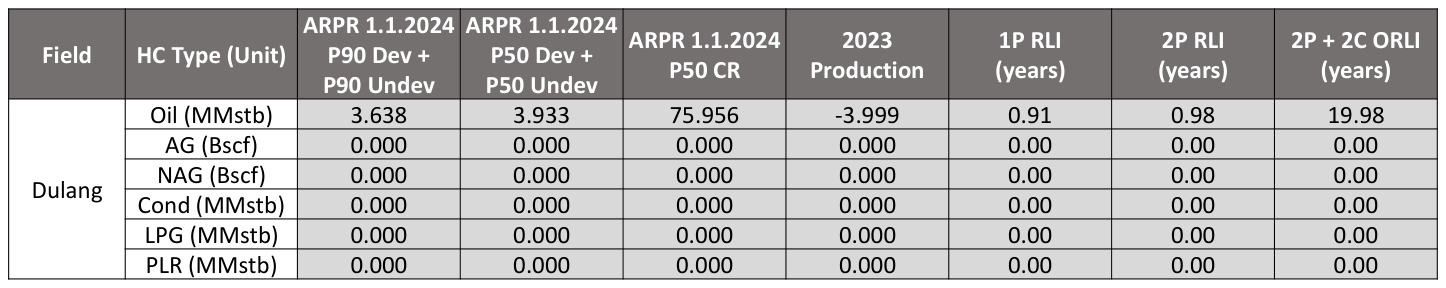 Field | HC Type (Unit) | ARPR 1.1.2024 P90 Dev + P90 Undev | ARPR 1.1.2024 P50 Dev + P50 Undev | ARPR 1.1.2024 P50 CR | 2023 Production | 1P RLI (years) | 2P RLI (years) | 2P + 2C ORLI (years)
Dulang | Oil (MMstb) | 3.638 | 3.933 | 75.956 | -3.999 | 0.91 | 0.98 | 19.98
AG (Bscf) | 0.000 | 0.000 | 0.000 | 0.000 | 0.00 | 0.00 | 0.00
NAG (Bscf) | 0.000 | 0.000 | 0.000 | 0.000 | 0.00 | 0.00 | 0.00
Cond (MMstb) | 0.000 | 0.000 | 0.000 | 0.000 | 0.00 | 0.00 | 0.00
LPG (MMstb) | 0.000 | 0.000 | 0.000 | 0.000 | 0.00 | 0.00 | 0.00
PLR (MMstb) | 0.000 | 0.000 | 0.000 | 0.000 | 0.00 | 0.00 | 0.00